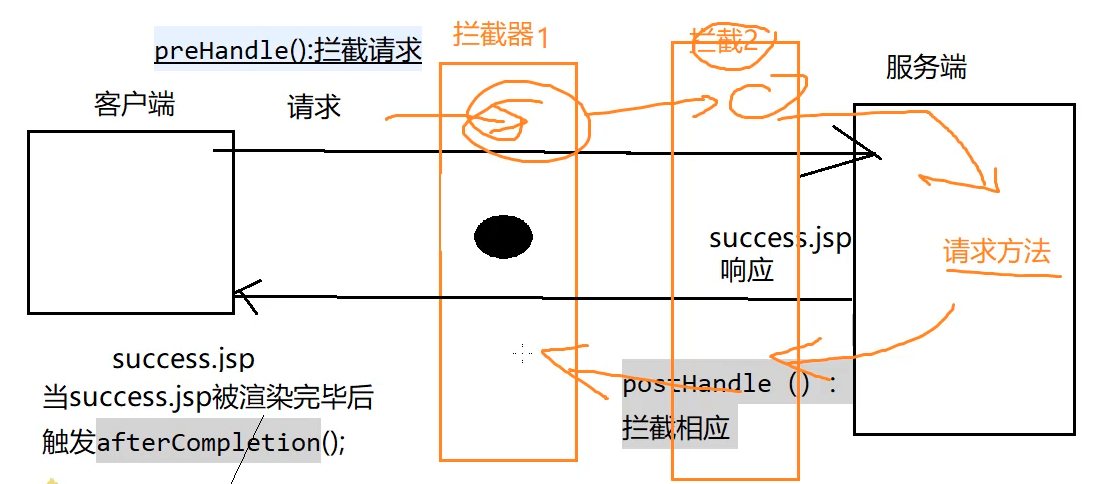 preHandle():拦截请求
拦截器1
拦截2
服务端
客户端
请求
success.jsp
响应
请求方法
success.jsp
当success.jsp被渲染完毕后
触发afterCompletion();
postHandle（）：
拦截相应